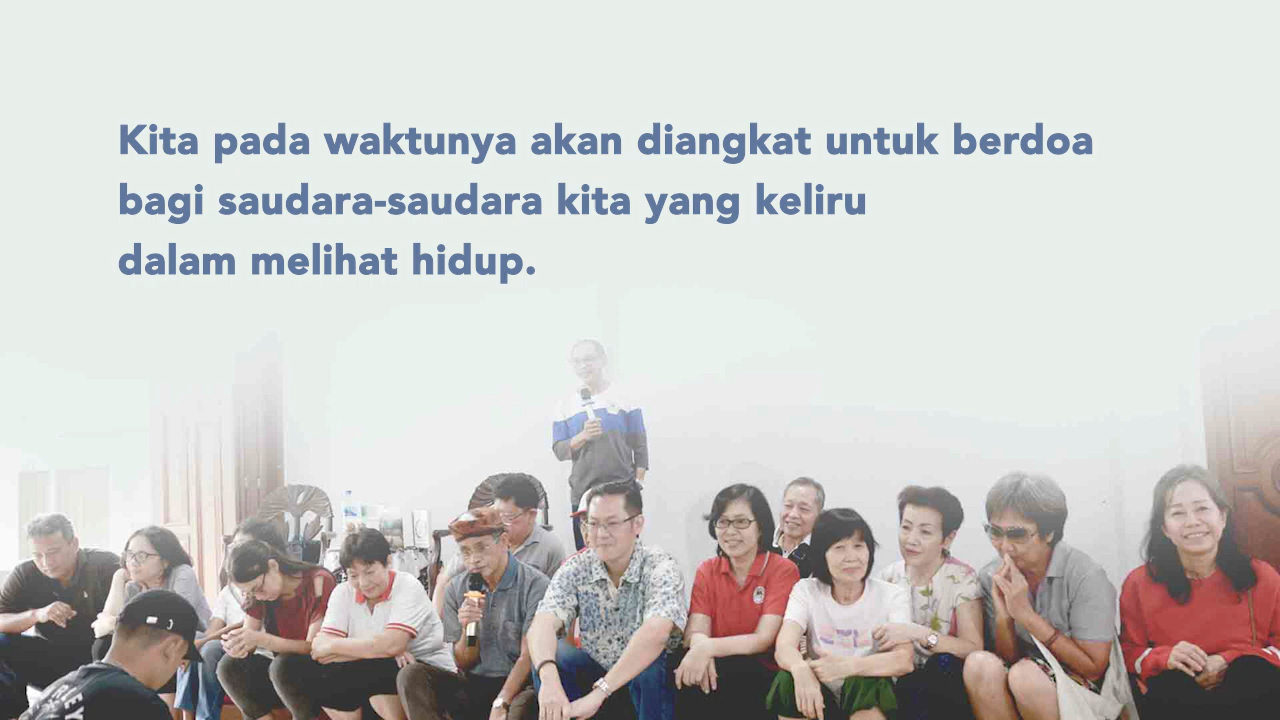 Kita pada waktunya akan diangkat untuk berdoa
bagi saudara-saudara kita yang keliru
dalam melihat hidup.